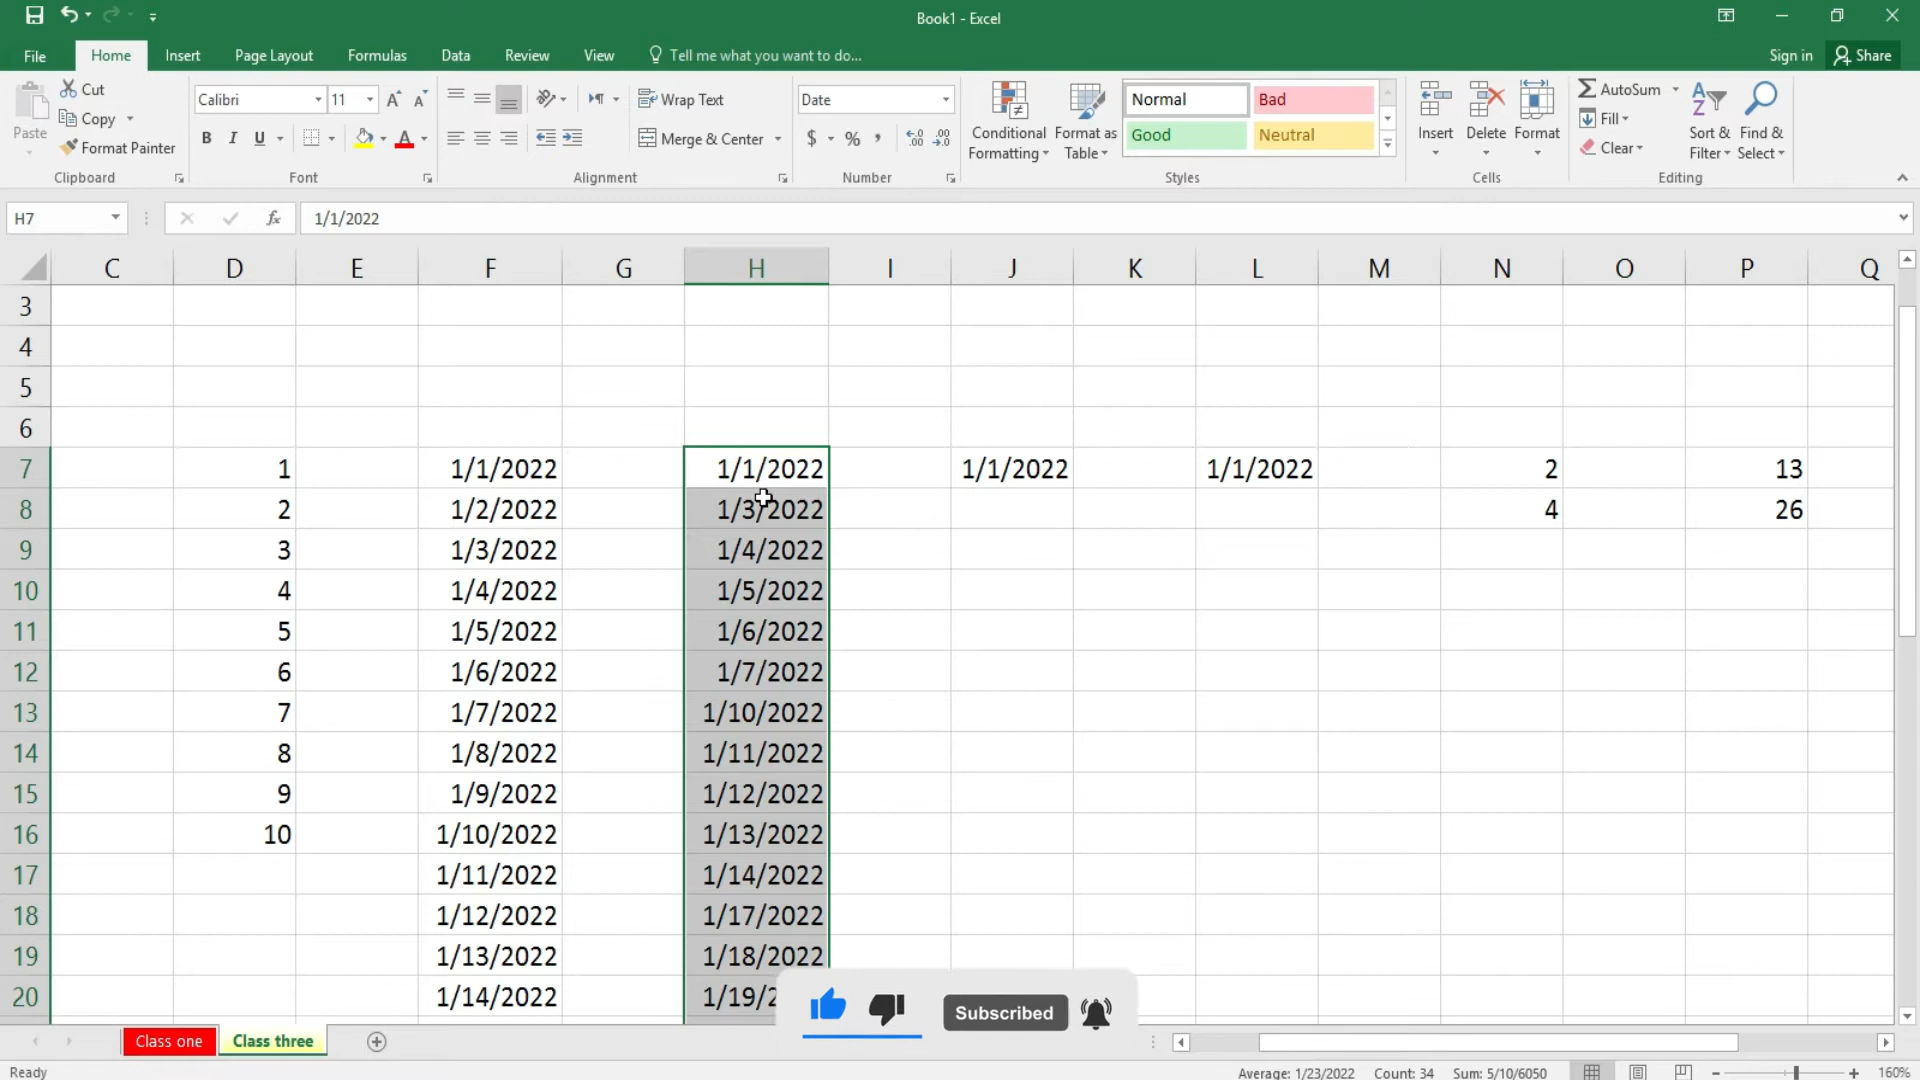 Book1 - Excel
File Home Insert Page Layout Formulas Data Review View Tell me what you want to do... Sign in Share
Paste
Cut
Copy
Format Painter
Clipboard
Calibri 11
B I U
Font
Wrap Text
Merge & Center
Alignment
Date
$ % ,
Number
Conditional Formatting
Format as Table
Normal Bad
Good Neutral
Styles
Insert Delete Format
Cells
AutoSum
Fill
Clear
Sort & Filter
Find & Select
Editing
H7 fx 1/1/2022
C D E F G H I J K L M N O P Q
3
4
5
6
7 1 1/1/2022 1/1/2022 1/1/2022 1/1/2022 2 13
8 2 1/2/2022 1/3/2022 4 26
9 3 1/3/2022 1/4/2022
10 4 1/4/2022 1/5/2022
11 5 1/5/2022 1/6/2022
12 6 1/6/2022 1/7/2022
13 7 1/7/2022 1/10/2022
14 8 1/8/2022 1/11/2022
15 9 1/9/2022 1/12/2022
16 10 1/10/2022 1/13/2022
17 1/11/2022 1/14/2022
18 1/12/2022 1/17/2022
19 1/13/2022 1/18/2022
20 1/14/2022 1/19/2
Subscribed
Class one Class three
Ready Average: 1/23/2022 Count: 34 Sum: 5/10/6050 160%